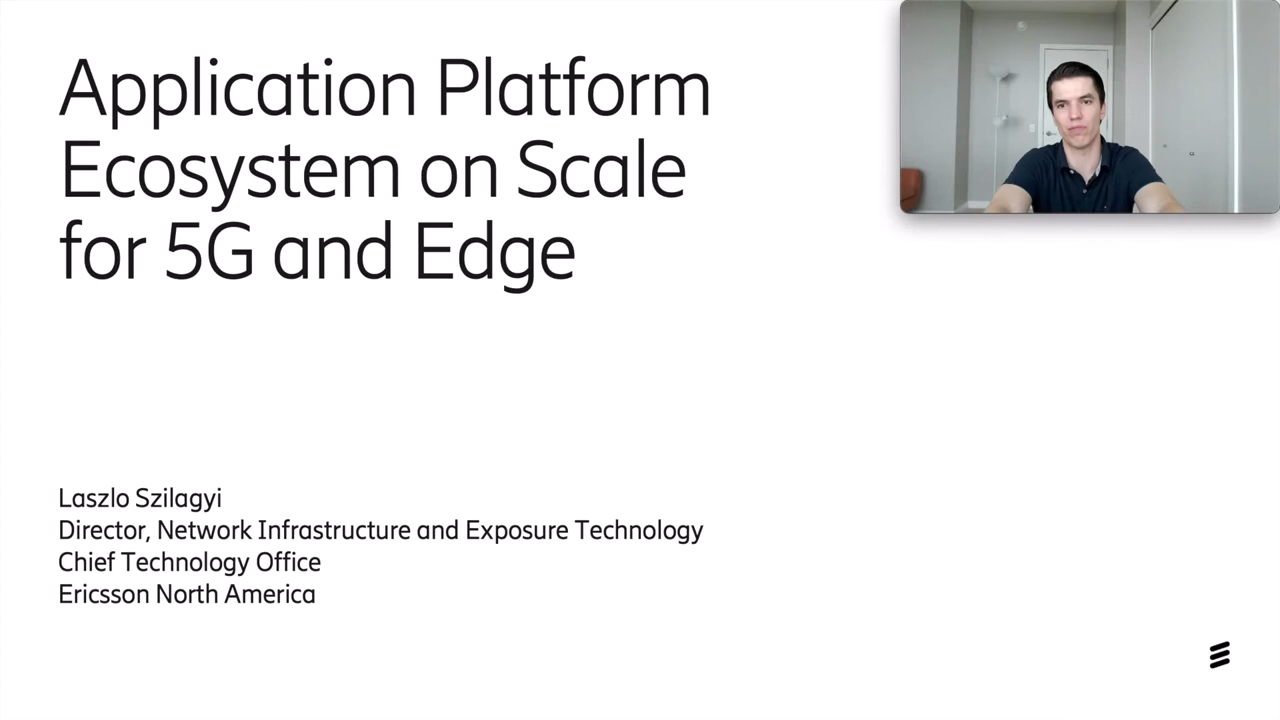 Application Platform
Ecosystem on Scale
for 5G and Edge
Laszlo Szilagyi
Director, Network Infrastructure and Exposure Technology
Chief Technology Office
Ericsson North America